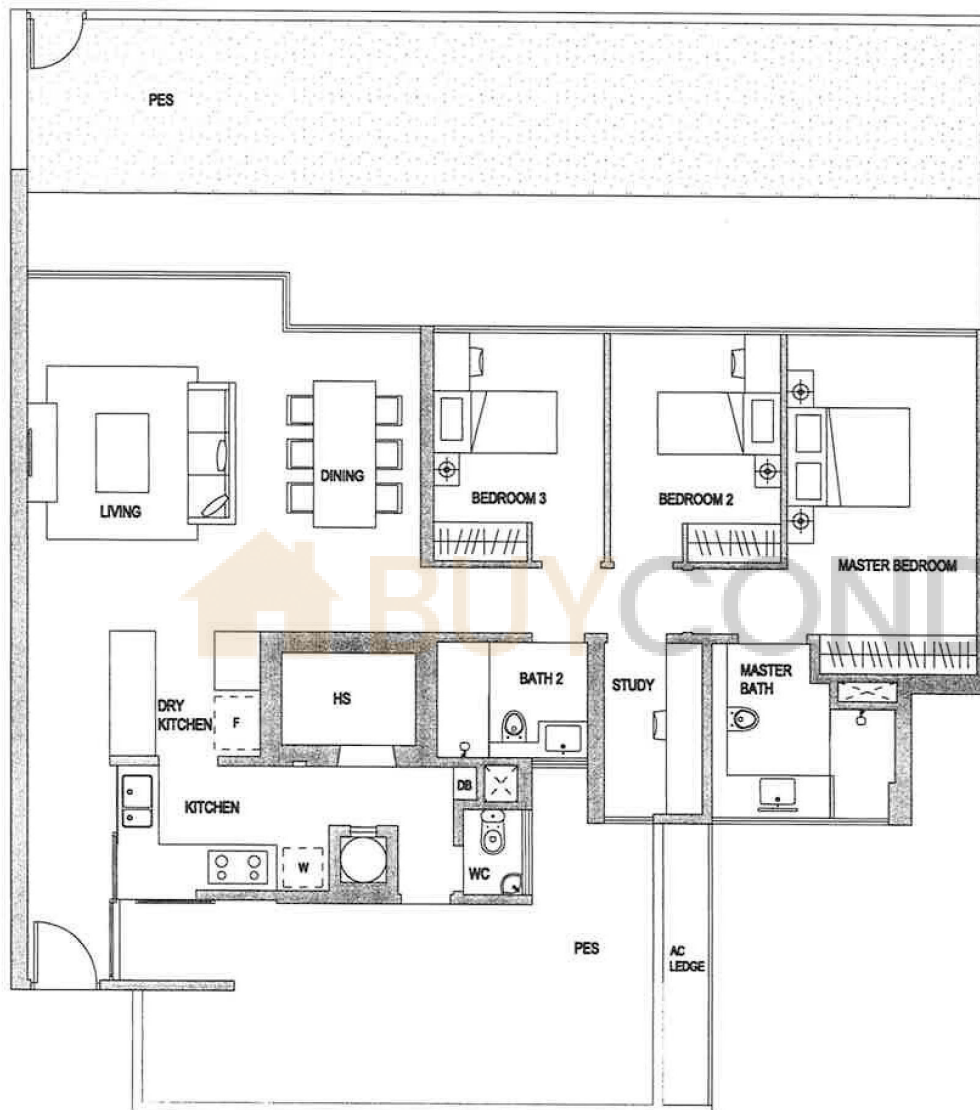 PES
DINING
LIVING
BEDROOM 3
BEDROOM 2
MASTER BEDROOM
BUYCOND
DRY
KITCHEN
F
HS
BATH 2
STUDY
MASTER
BATH
KITCHEN
DB
W
WC
PES
AC
LEDGE